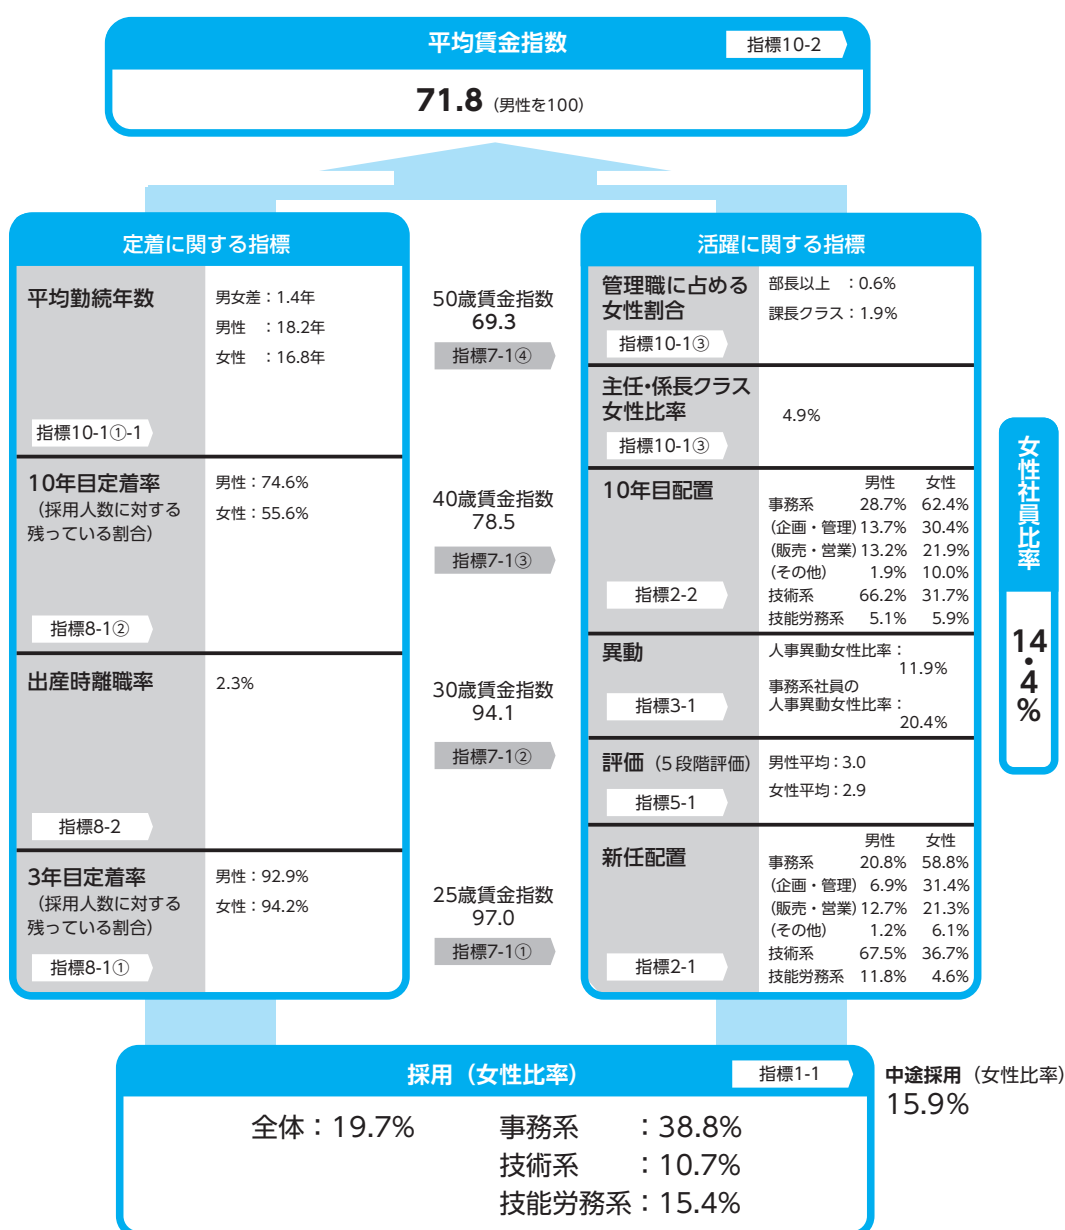 平均賃金指数
指標10-2
71.8 (男性を100)
定着に関する指標
平均勤続年数
男女差：1.4年
男性　：18.2年
女性　：16.8年
指標10-1①-1
10年目定着率
（採用人数に対する
残っている割合）
男性：74.6%
女性：55.6%
指標8-1②
出産時離職率
2.3%
指標8-2
3年目定着率
（採用人数に対する
残っている割合）
男性：92.9%
女性：94.2%
指標8-1①
50歳賃金指数
69.3
指標7-1④
40歳賃金指数
78.5
指標7-1③
30歳賃金指数
94.1
指標7-1②
25歳賃金指数
97.0
指標7-1①
活躍に関する指標
管理職に占める
女性割合
部長以上　：0.6%
課長クラス：1.9%
指標10-1③
主任・係長クラス
女性比率
4.9%
指標10-1③
10年目配置
男性 女性
事務系 28.7% 62.4%
(企画・管理) 13.7% 30.4%
(販売・営業) 13.2% 21.9%
(その他) 1.9% 10.0%
技術系 66.2% 31.7%
技能労務系 5.1% 5.9%
指標2-2
異動
人事異動女性比率：
11.9%
事務系社員の
人事異動女性比率：
20.4%
指標3-1
評価（5段階評価）
男性平均：3.0
女性平均：2.9
指標5-1
新任配置
男性 女性
事務系 20.8% 58.8%
(企画・管理) 6.9% 31.4%
(販売・営業) 12.7% 21.3%
(その他) 1.2% 6.1%
技術系 67.5% 36.7%
技能労務系 11.8% 4.6%
指標2-1
女性社員比率
14・4%
採用（女性比率）
指標1-1
全体：19.7%
事務系　　：38.8%
技術系　　：10.7%
技能労務系：15.4%
中途採用（女性比率）
15.9%